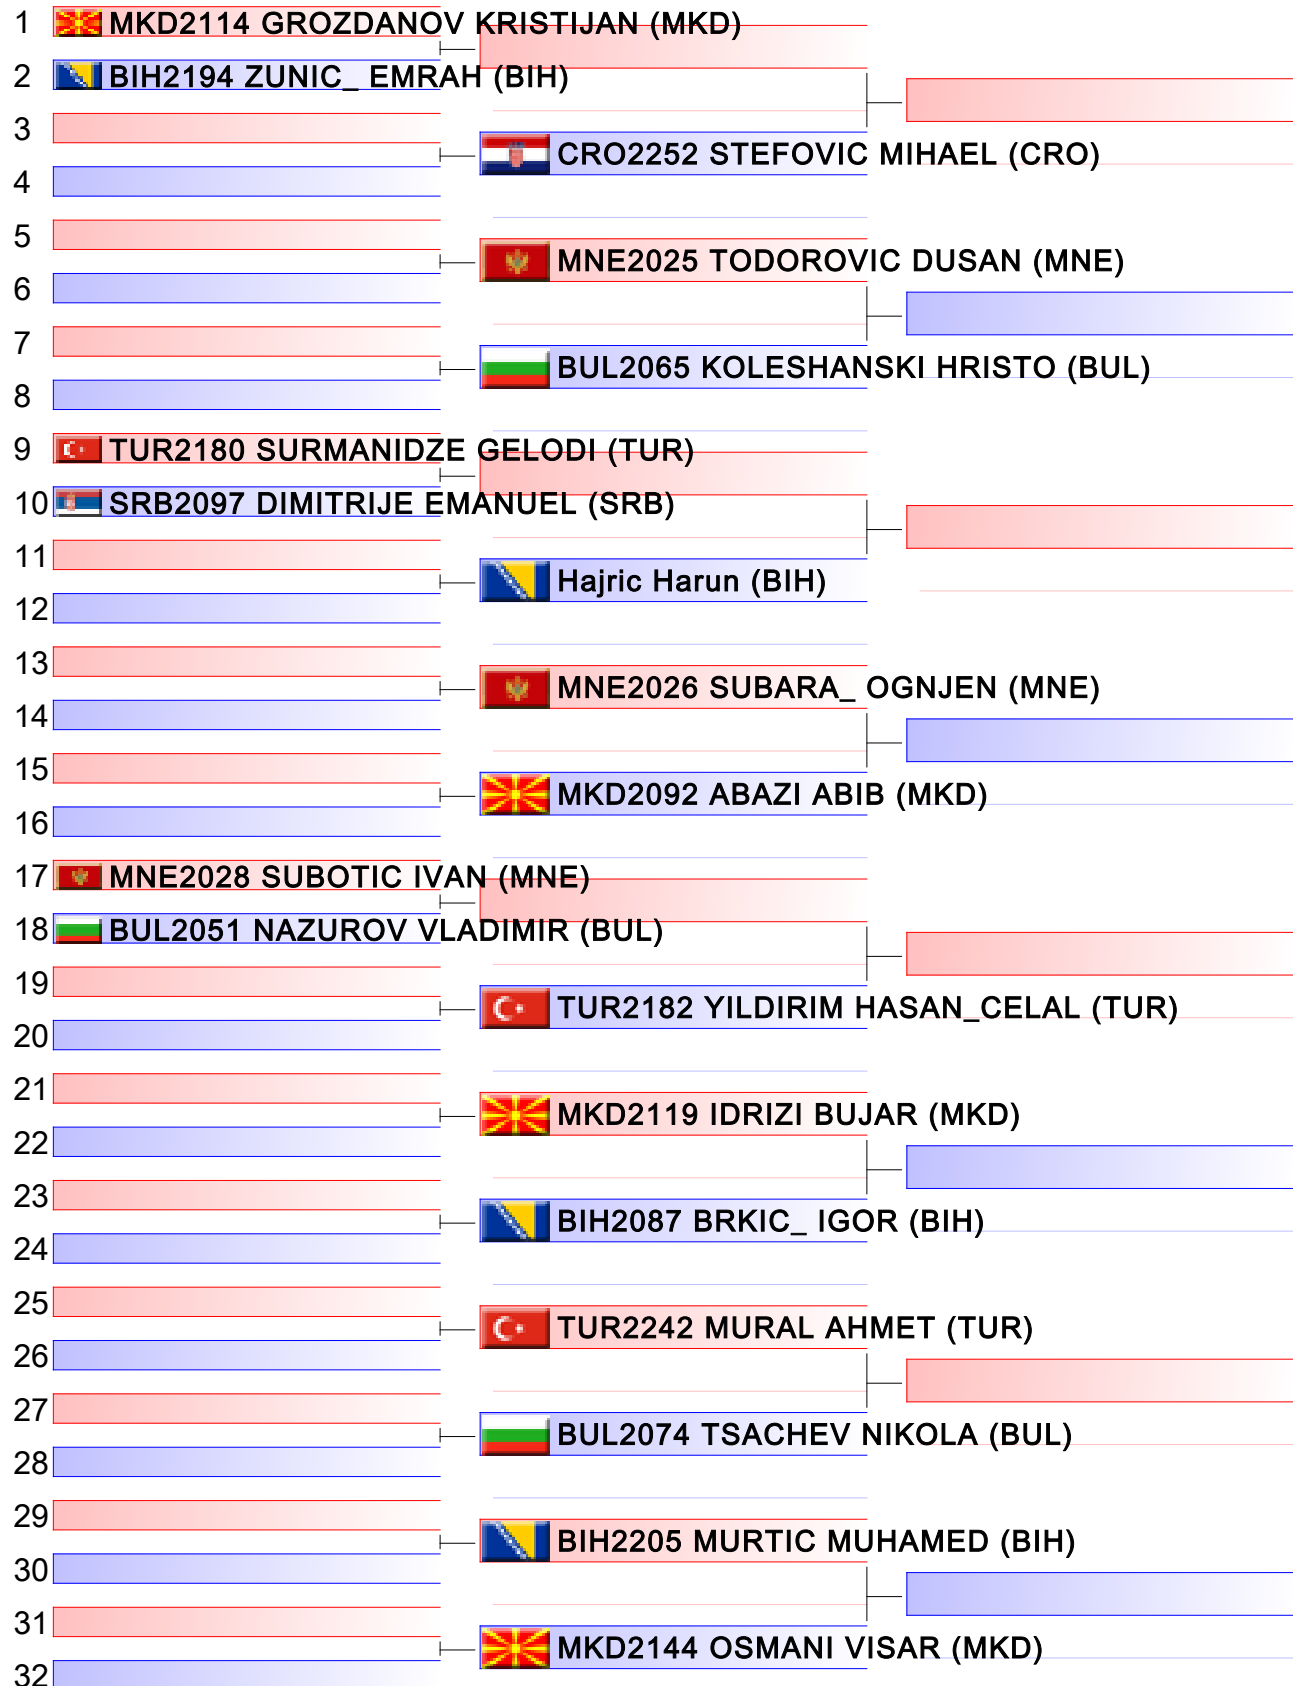 1 MKD2114 GROZDANOV KRISTIJAN (MKD)
2 BIH2194 ZUNIC_ EMRAH (BIH)
3
CRO2252 STEFOVIC MIHAEL (CRO)
4
5
MNE2025 TODOROVIC DUSAN (MNE)
6
7
BUL2065 KOLESHANSKI HRISTO (BUL)
8
9 TUR2180 SURMANIDZE GELODI (TUR)
10 SRB2097 DIMITRIJE EMANUEL (SRB)
11
Hajric Harun (BIH)
12
13
MNE2026 SUBARA_ OGNJEN (MNE)
14
15
MKD2092 ABAZI ABIB (MKD)
16
17 MNE2028 SUBOTIC IVAN (MNE)
18 BUL2051 NAZUROV VLADIMIR (BUL)
19
TUR2182 YILDIRIM HASAN_CELAL (TUR)
20
21
MKD2119 IDRIZI BUJAR (MKD)
22
23
BIH2087 BRKIC_ IGOR (BIH)
24
25
TUR2242 MURAL AHMET (TUR)
26
27
BUL2074 TSACHEV NIKOLA (BUL)
28
29
BIH2205 MURTIC MUHAMED (BIH)
30
31
MKD2144 OSMANI VISAR (MKD)
32